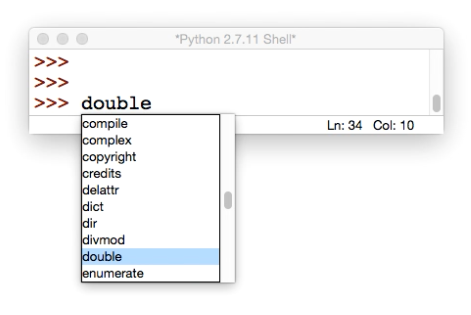 *Python 2.7.11 Shell*
>>>
>>>
>>> double
compile
complex
copyright
credits
delattr
dict
dir
divmod
double
enumerate
Ln: 34 Col: 10